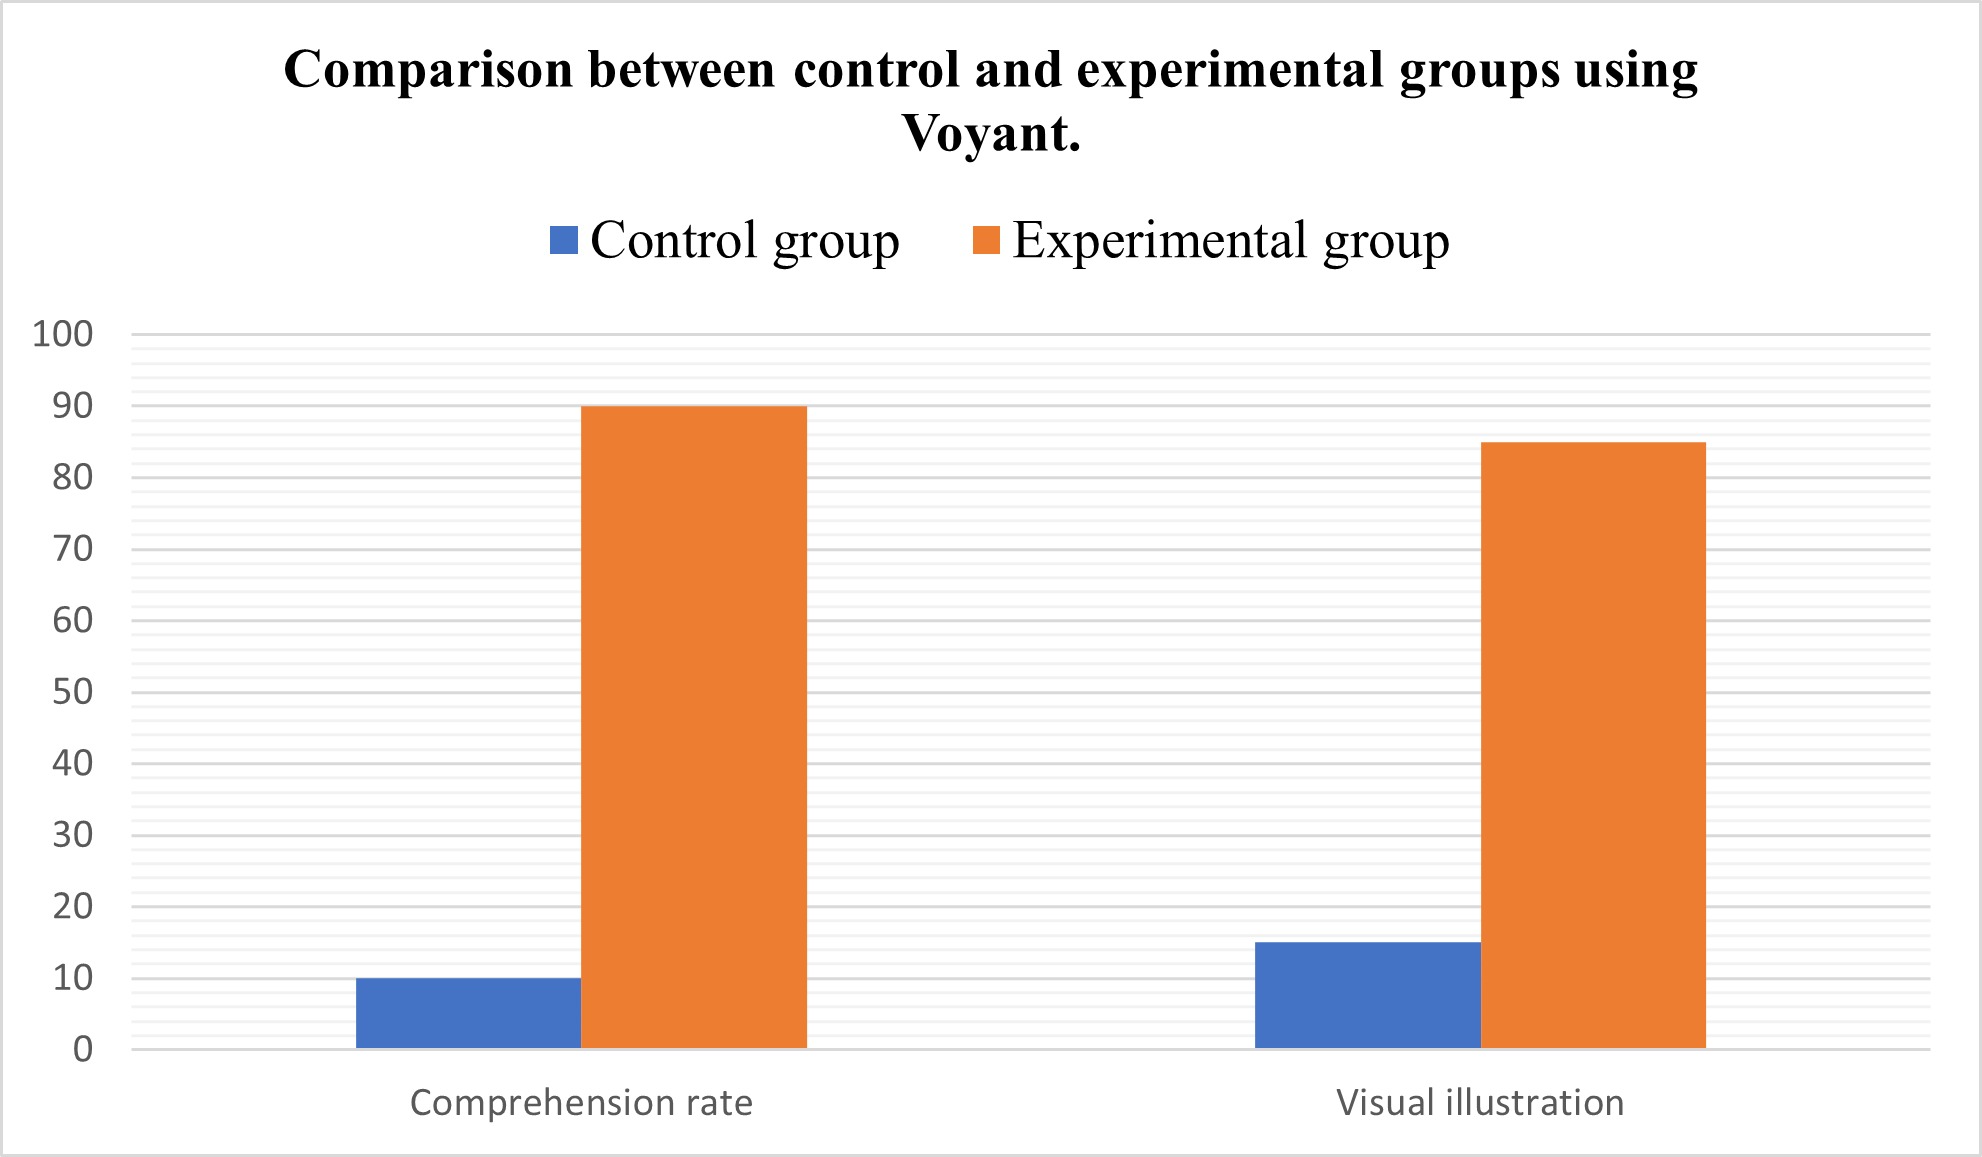 Comparison between control and experimental groups using
Voyant.
Control group Experimental group
100
90
80
70
60
50
40
30
20
10
0
Comprehension rate Visual illustration